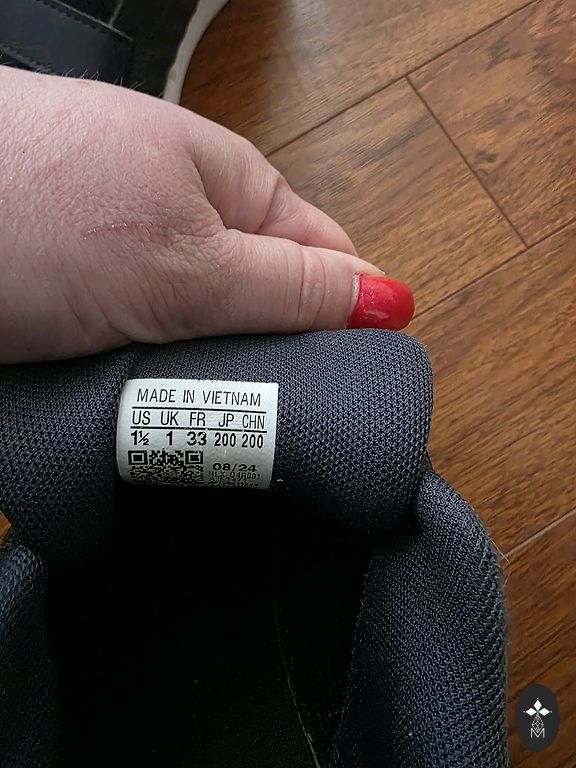 MADE IN VIETNAM
US UK FR JP CHN
1½ 1 33 200 200
08/24